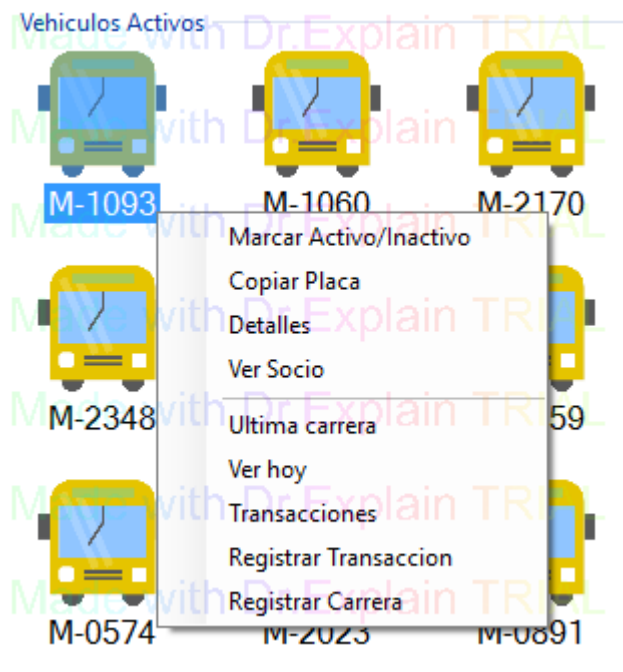 Vehiculos Activos
Made with Dr.Explain TRIAL
M-1093 M-1060 M-2170
Marcar Activo/Inactivo
Copiar Placa
Detalles
Ver Socio
M-2348 59
Ultima carrera
Ver hoy
Transacciones
Registrar Transaccion
Registrar Carrera
M-0574 M-2023 M-0891